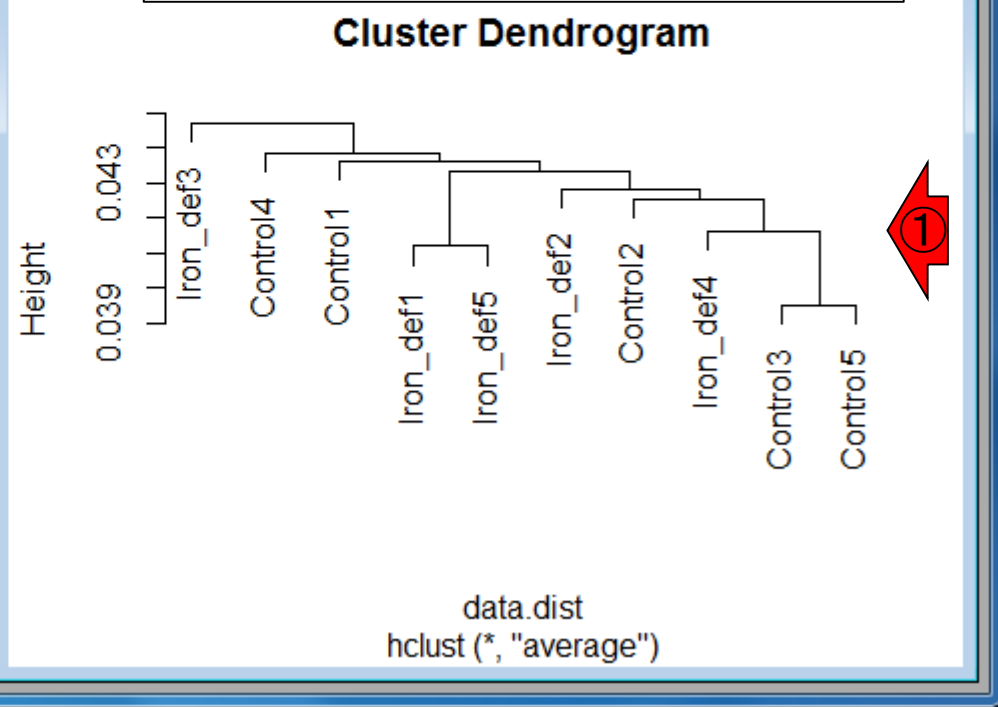 Cluster Dendrogram
Height
0.043
0.039
Iron_def3
Control4
Control1
Iron_def1
Iron_def5
Iron_def2
Control2
Iron_def4
Control3
Control5
①
data.dist
hclust (*, "average")